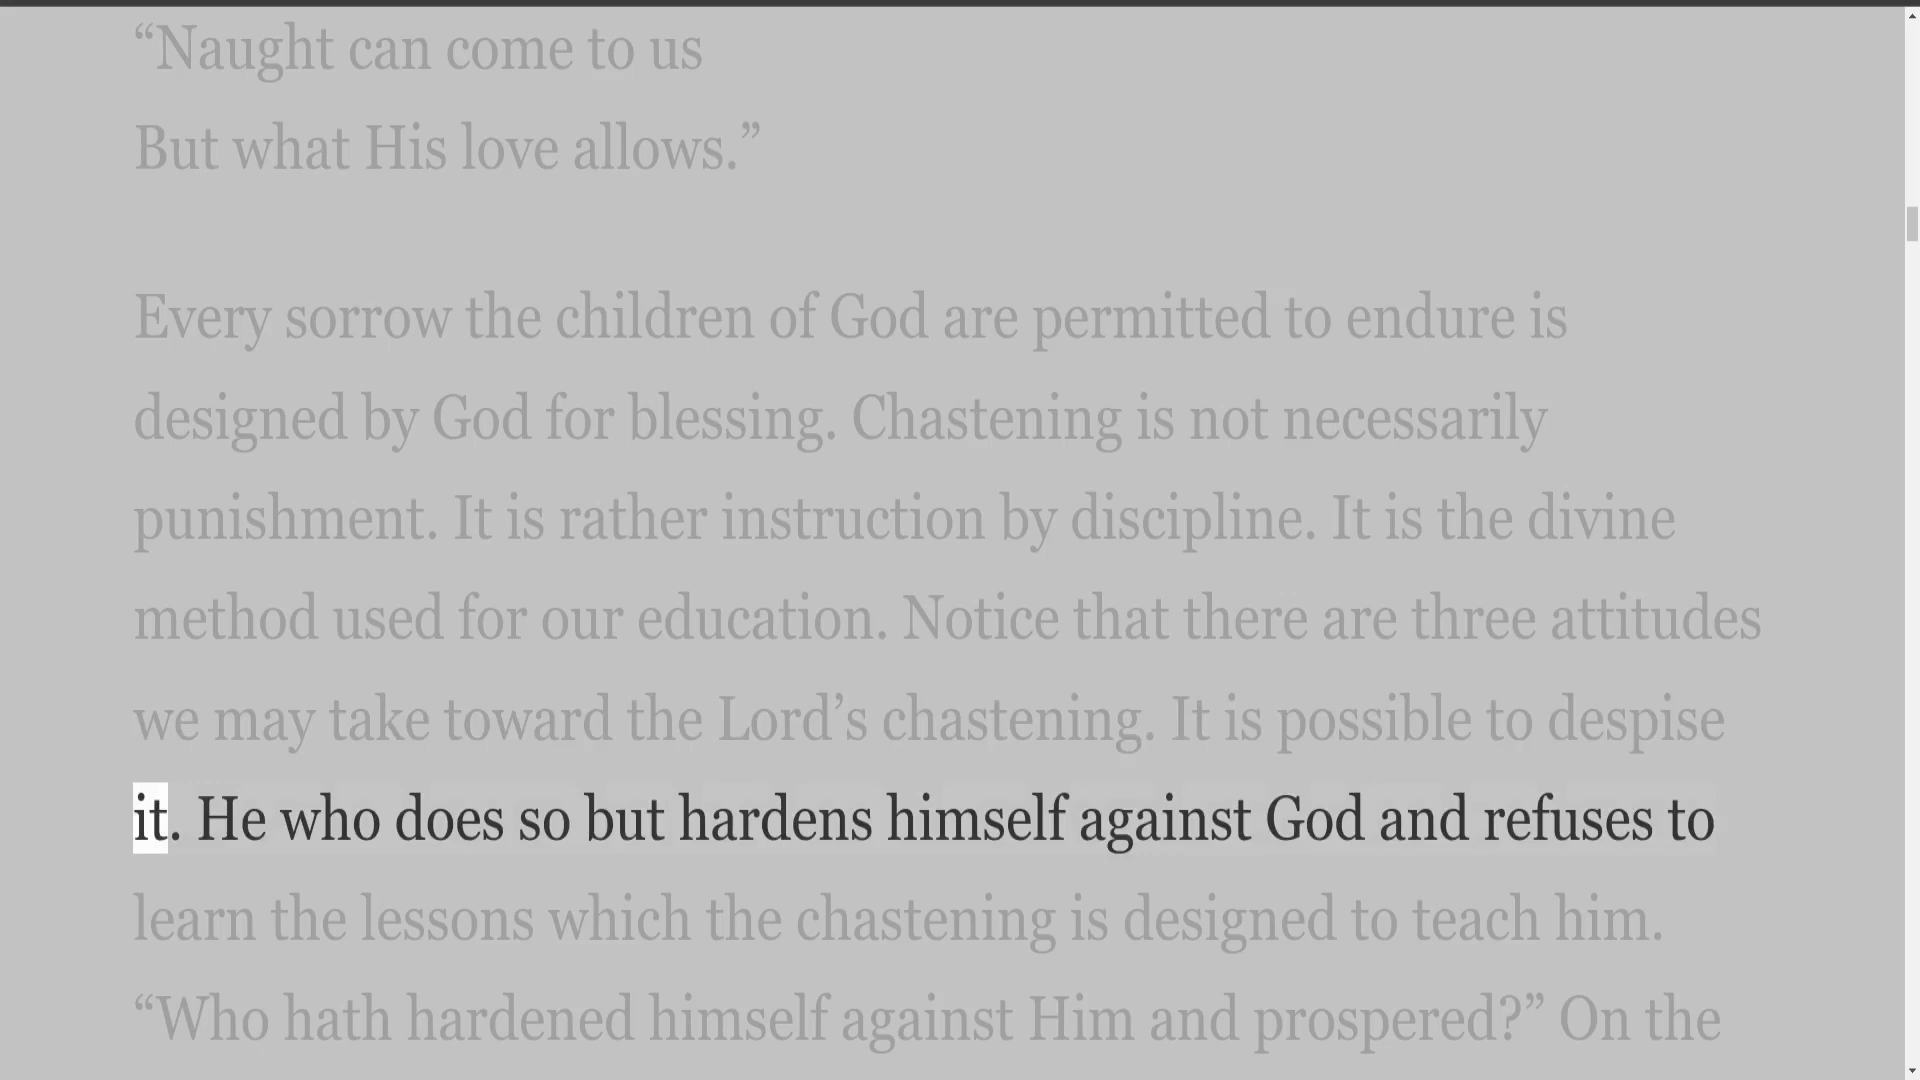 “Naught can come to us
But what His love allows.”
Every sorrow the children of God are permitted to endure is
designed by God for blessing. Chastening is not necessarily
punishment. It is rather instruction by discipline. It is the divine
method used for our education. Notice that there are three attitudes
we may take toward the Lord’s chastening. It is possible to despise
it. He who does so but hardens himself against God and refuses to
learn the lessons which the chastening is designed to teach him.
“Who hath hardened himself against Him and prospered?” On the